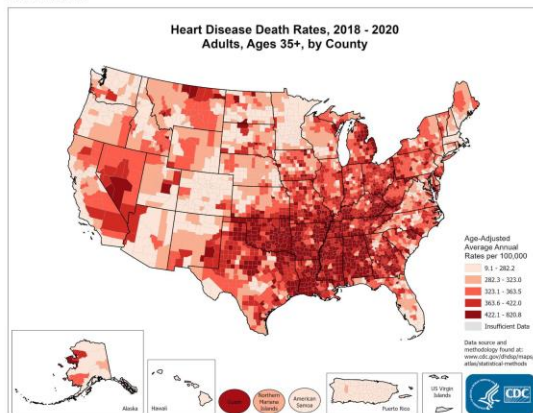 Heart Disease Death Rates, 2018 - 2020
Adults, Ages 35+, by County
Age-Adjusted
Average Annual
Rates per 100,000
9.1 - 282.2
282.3 - 323.0
323.1 - 363.5
363.6 - 422.0
422.1 - 820.8
Insufficient Data
Data source and
methodology found at:
www.cdc.gov/dhdsp/maps/
atlas/statistical-methods
Alaska
Hawaii
Guam
Northern
Mariana
Islands
American
Samoa
Puerto Rico
US Virgin
Islands
CDC